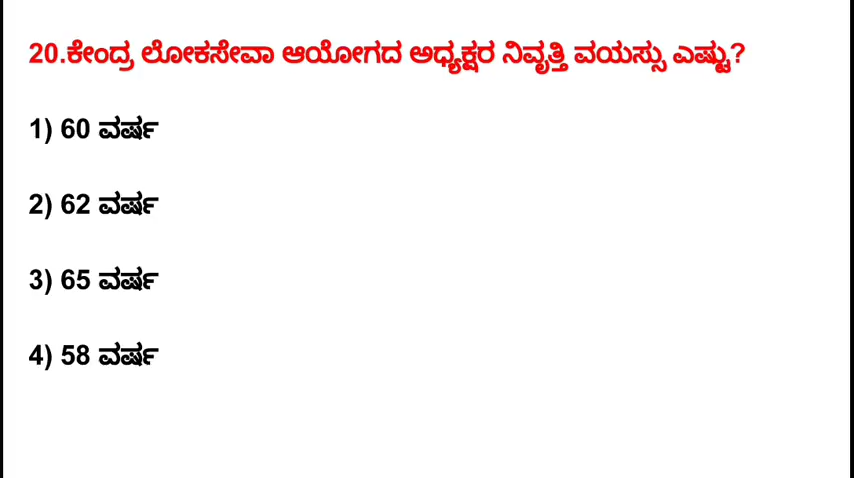 20.ಕೇಂದ್ರ ಲೋಕಸೇವಾ ಆಯೋಗದ ಅಧ್ಯಕ್ಷರ ನಿವೃತ್ತಿ ವಯಸ್ಸು ಎಷ್ಟು?
1) 60 ವರ್ಷ
2) 62 ವರ್ಷ
3) 65 ವರ್ಷ
4) 58 ವರ್ಷ